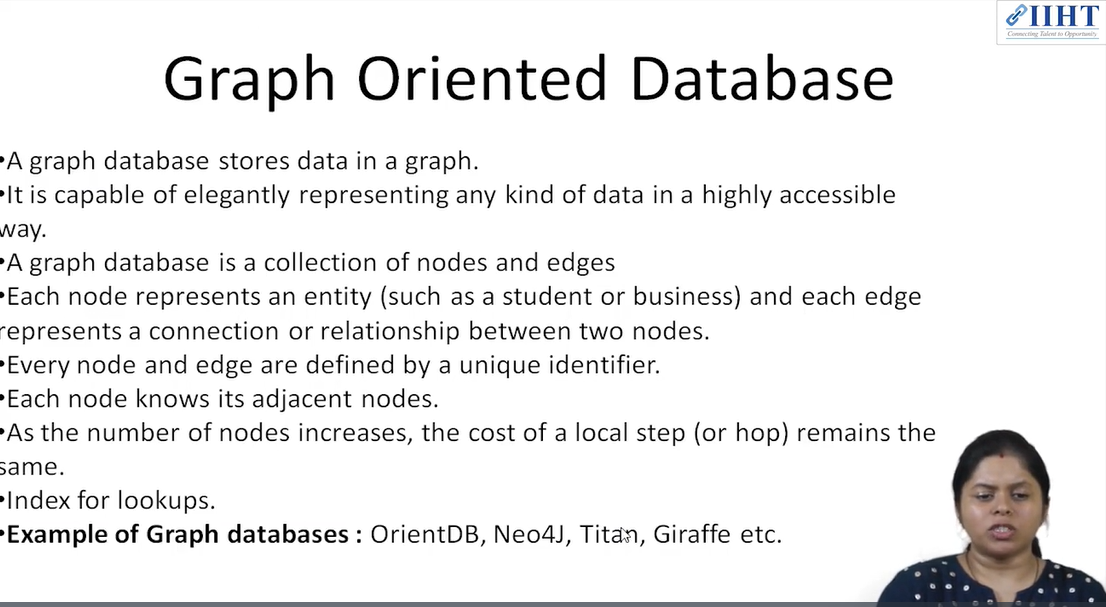 IIHT
Connecting Talent to Opportunity
Graph Oriented Database
•A graph database stores data in a graph.
•It is capable of elegantly representing any kind of data in a highly accessible
way.
•A graph database is a collection of nodes and edges
•Each node represents an entity (such as a student or business) and each edge
represents a connection or relationship between two nodes.
•Every node and edge are defined by a unique identifier.
•Each node knows its adjacent nodes.
•As the number of nodes increases, the cost of a local step (or hop) remains the
same.
•Index for lookups.
•Example of Graph databases : OrientDB, Neo4J, Titan, Giraffe etc.